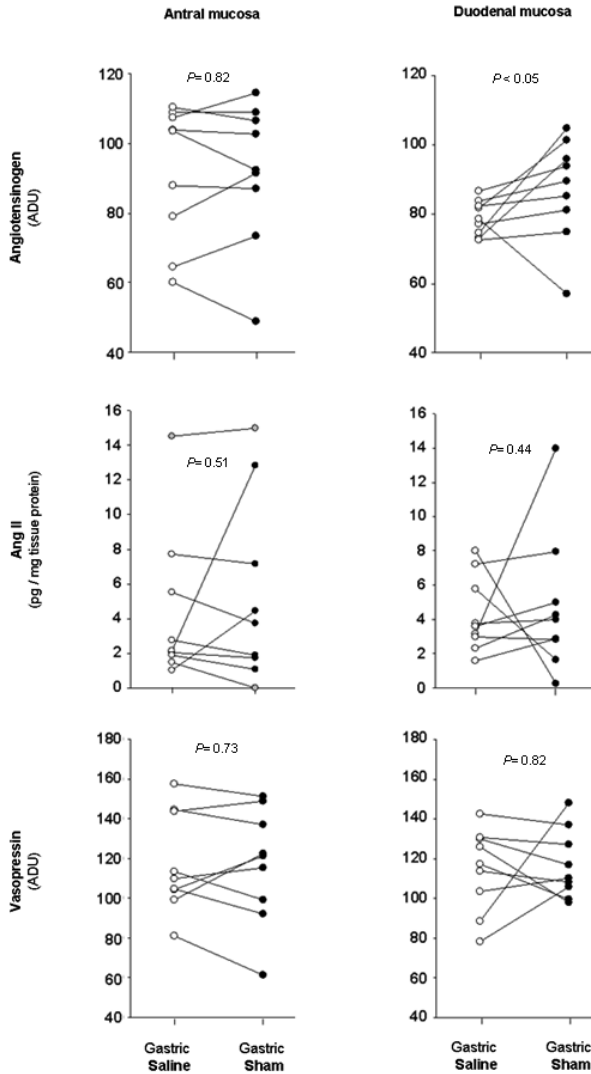 Antral mucosa
Duodenal mucosa
Angiotensinogen
(ADU)
120
100
80
60
40
P= 0.82
120
100
80
60
40
P < 0.05
Ang II
(pg / mg tissue protein)
16
14
12
10
8
6
4
2
0
P= 0.51
16
14
12
10
8
6
4
2
0
P= 0.44
Vasopressin
(ADU)
180
160
140
120
100
80
60
40
P= 0.73
180
160
140
120
100
80
60
40
P= 0.82
Gastric
Saline
Gastric
Sham
Gastric
Saline
Gastric
Sham